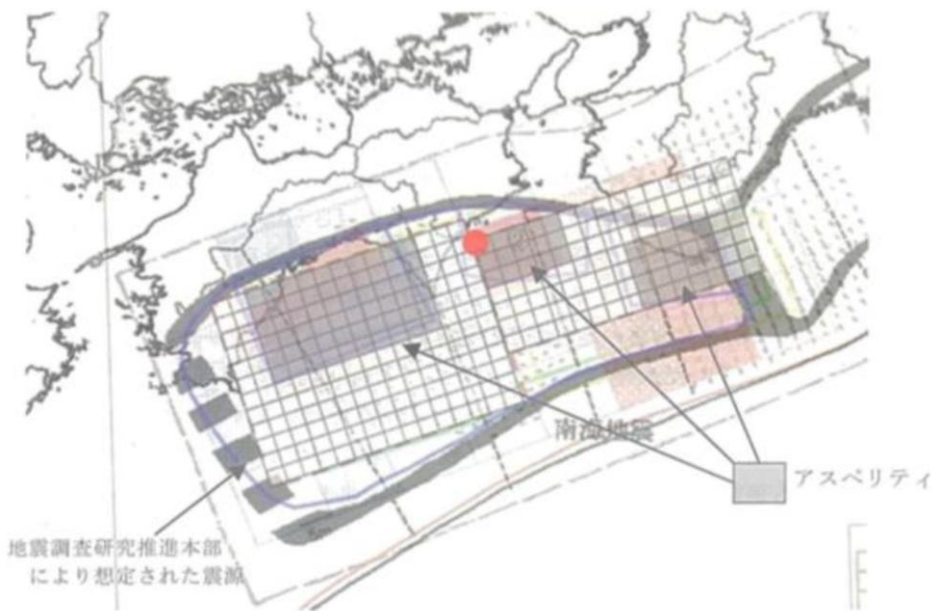 南海地震
アスペリティ
地震調査研究推進本部
により想定された震源